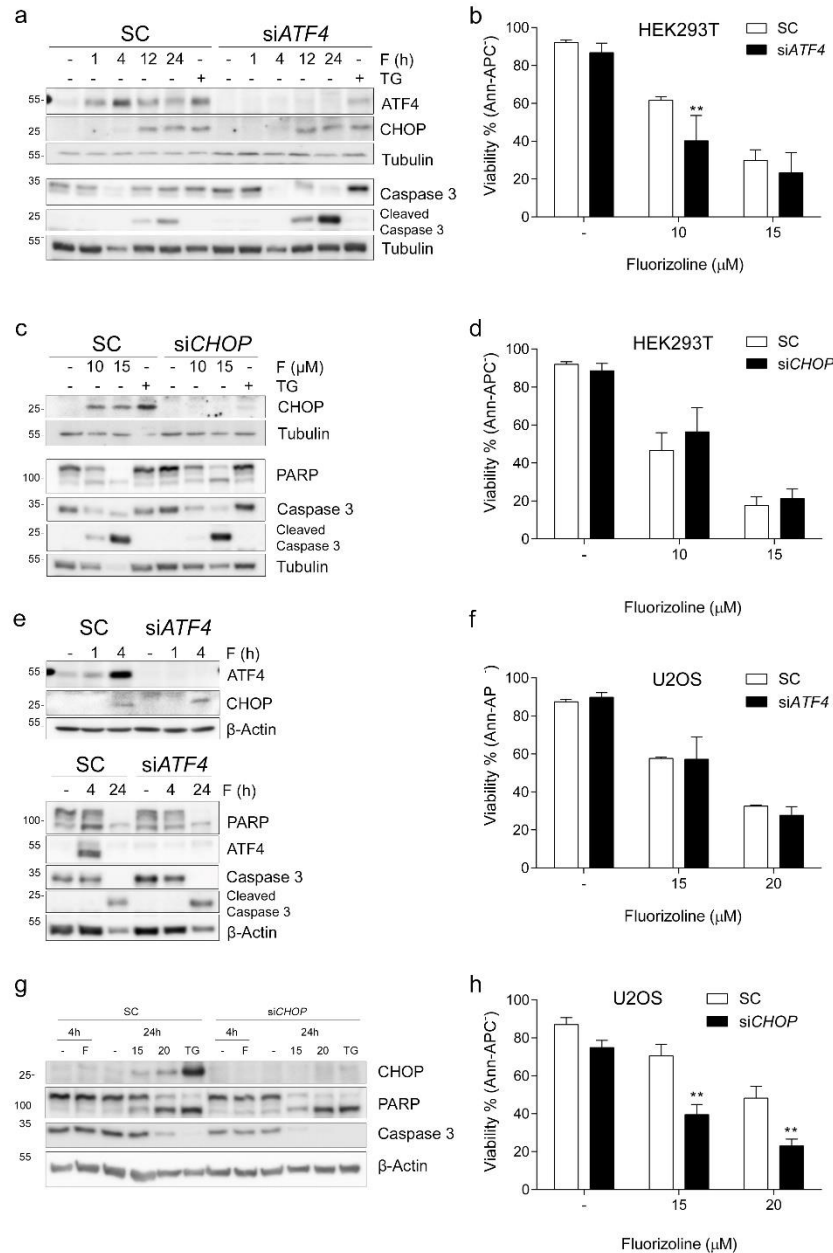 a
SC siATF4
- 1 4 12 24 - - 1 4 12 24 - F (h)
+ + TG
55- ATF4
25- CHOP
55- Tubulin
35 Caspase 3
25 Cleaved
Caspase 3
55 Tubulin
b
HEK293T
SC
siATF4
Viability % (Ann-APC⁻)
100
80
60
40
20
0
**
- 10 15
Fluorizoline (μM)
c
SC siCHOP
- 10 15 - - 10 15 - F (μM)
- - - + - - - + TG
25- CHOP
55 Tubulin
100 PARP
35 Caspase 3
25 Cleaved
Caspase 3
55 Tubulin
d
HEK293T
SC
siCHOP
Viability % (Ann-APC⁻)
100
80
60
40
20
0
- 10 15
Fluorizoline (μM)
e
SC siATF4
- 1 4 - 1 4 F (h)
55 ATF4
25- CHOP
β-Actin
SC siATF4
- 4 24 - 4 24 F (h)
100- PARP
55 ATF4
35 Caspase 3
25 Cleaved
Caspase 3
55 β-Actin
f
U2OS
SC
siATF4
Viability % (Ann-AP ⁻)
100
80
60
40
20
0
- 15 20
Fluorizoline (μM)
g
SC siCHOP
4h 24h 4h 24h
- F - 15 20 TG - F - 15 20 TG
25- CHOP
100 PARP
35 Caspase 3
55 β-Actin
h
U2OS
SC
siCHOP
Viability % (Ann-APC⁻)
100
80
60
40
20
0
** **
- 15 20
Fluorizoline (μM)